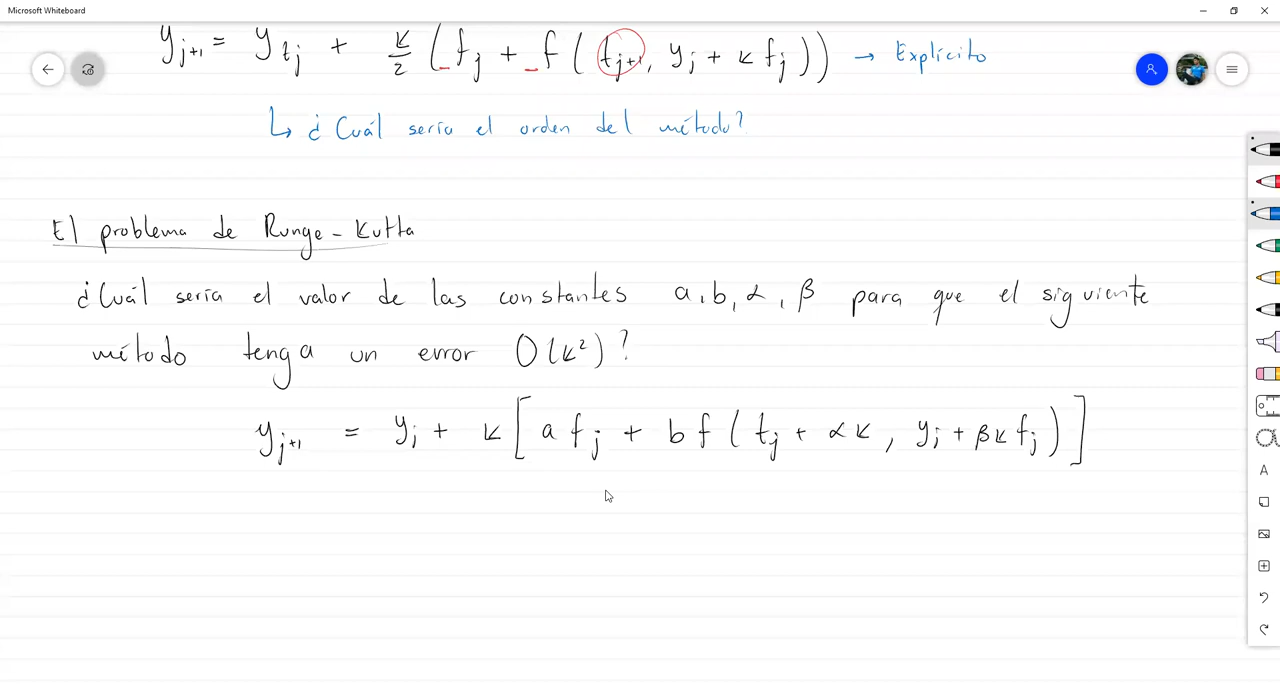 Microsoft Whiteboard
y_{j+1} = y_{t_j} + k/2 ( f_j + f ( t_{j+1}, y_j + k f_j ) ) → Explícito
↳ ¿Cuál sería el orden del método?
El problema de Runge-Kutta
¿Cuál sería el valor de las constantes a, b, α, β para que el siguiente
método tenga un error O(k²)?
y_{j+1} = y_j + k [ a f_j + b f ( t_j + αk, y_j + βk f_j ) ]
A